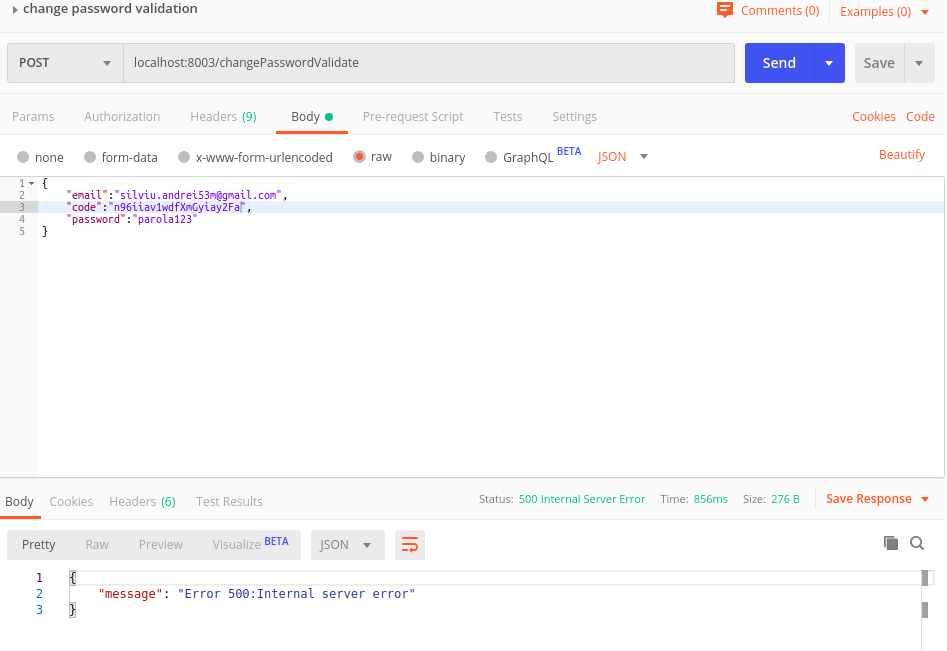 change password validation
Comments (0)
Examples (0)
POST
localhost:8003/changePasswordValidate
Send
Save
Params
Authorization
Headers (9)
Body
Pre-request Script
Tests
Settings
Cookies
Code
none
form-data
x-www-form-urlencoded
raw
binary
GraphQL BETA
JSON
Beautify
1 {
2 "email":"silviu.andrei53m@gmail.com",
3 "code":"n96iiav1wdfXmGyiay2Fa",
4 "password":"parola123"
5 }
Body
Cookies
Headers (6)
Test Results
Status: 500 Internal Server Error
Time: 856ms
Size: 276 B
Save Response
Pretty
Raw
Preview
Visualize BETA
JSON
1 {
2 "message": "Error 500:Internal server error"
3 }